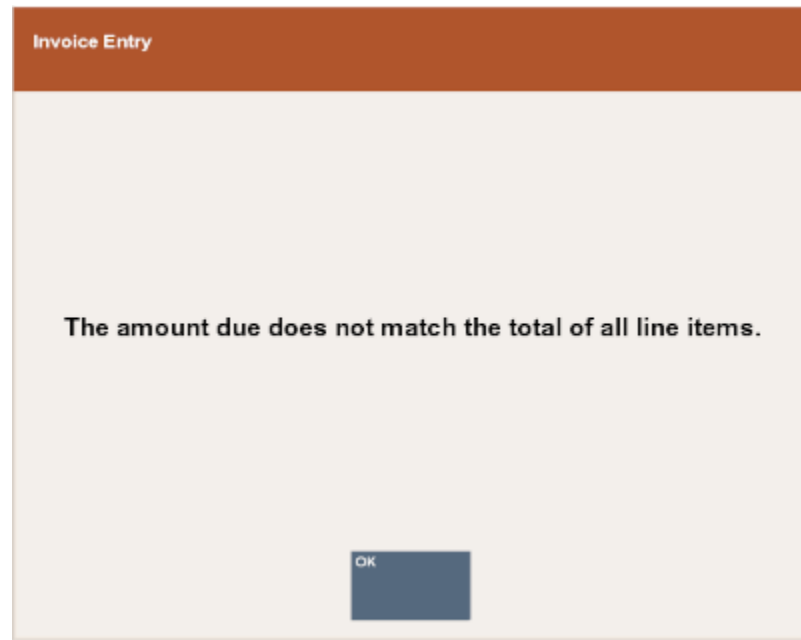 Invoice Entry
The amount due does not match the total of all line items.
OK